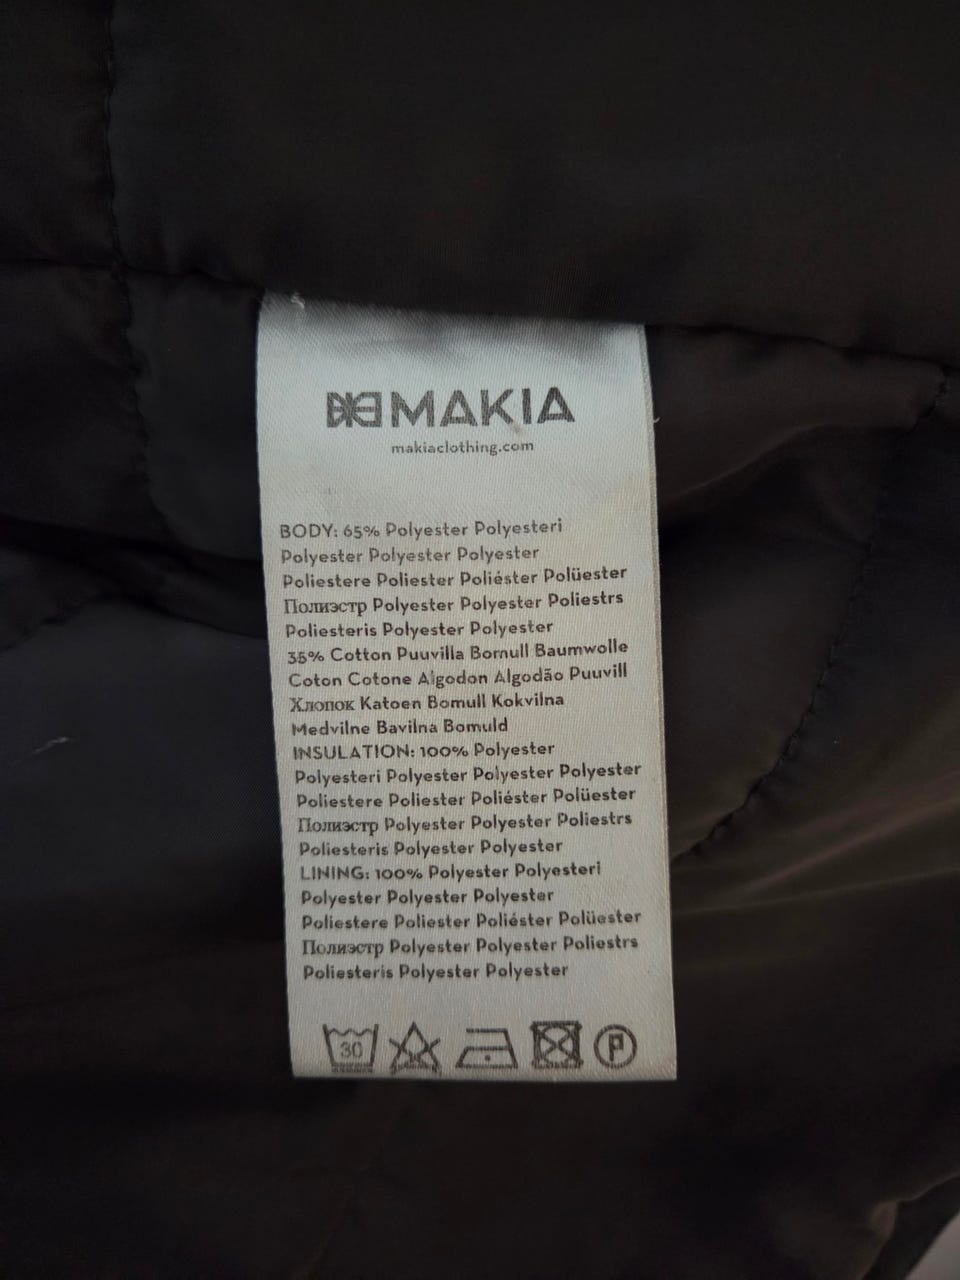 MAKIA
makiaclothing.com
BODY: 65% Polyester Polyesteri
Polyester Polyester Polyester
Poliestere Poliester Poliéster Polüester
Полиэстр Polyester Polyester Poliestrs
Poliesteris Polyester Polyester
35% Cotton Puuvilla Bornull Baumwolle
Coton Cotone Algodon Algodão Puuvill
Хлопок Katoen Bomull Kokvilna
Medvilne Bavilna Bomuld
INSULATION: 100% Polyester
Polyesteri Polyester Polyester Polyester
Poliestere Poliester Poliéster Polüester
Полиэстр Polyester Polyester Poliestrs
Poliesteris Polyester Polyester
LINING: 100% Polyester Polyesteri
Polyester Polyester Polyester
Poliestere Poliester Poliéster Polüester
Полиэстр Polyester Polyester Poliestrs
Poliesteris Polyester Polyester
30 P